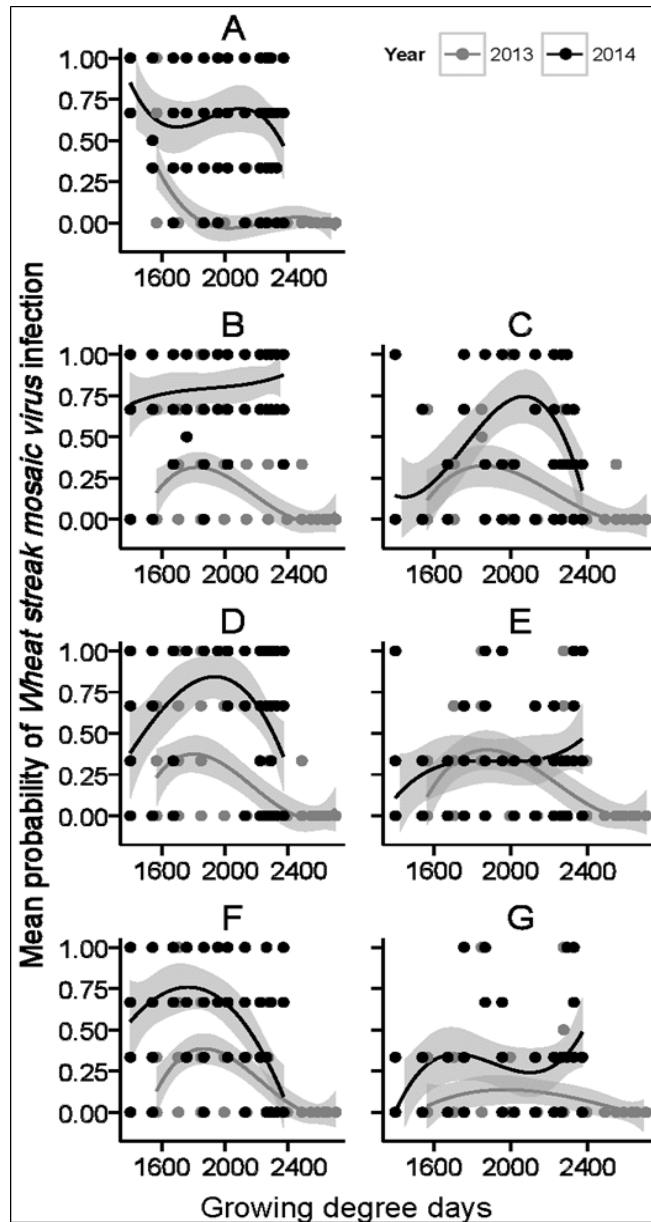 A
Year 2013 2014
1.00
0.75
0.50
0.25
0.00
1600 2000 2400
B C
1.00
0.75
0.50
0.25
0.00
1600 2000 2400 1600 2000 2400
D E
1.00
0.75
0.50
0.25
0.00
1600 2000 2400 1600 2000 2400
F G
1.00
0.75
0.50
0.25
0.00
1600 2000 2400 1600 2000 2400
Mean probability of Wheat streak mosaic virus infection
Growing degree days